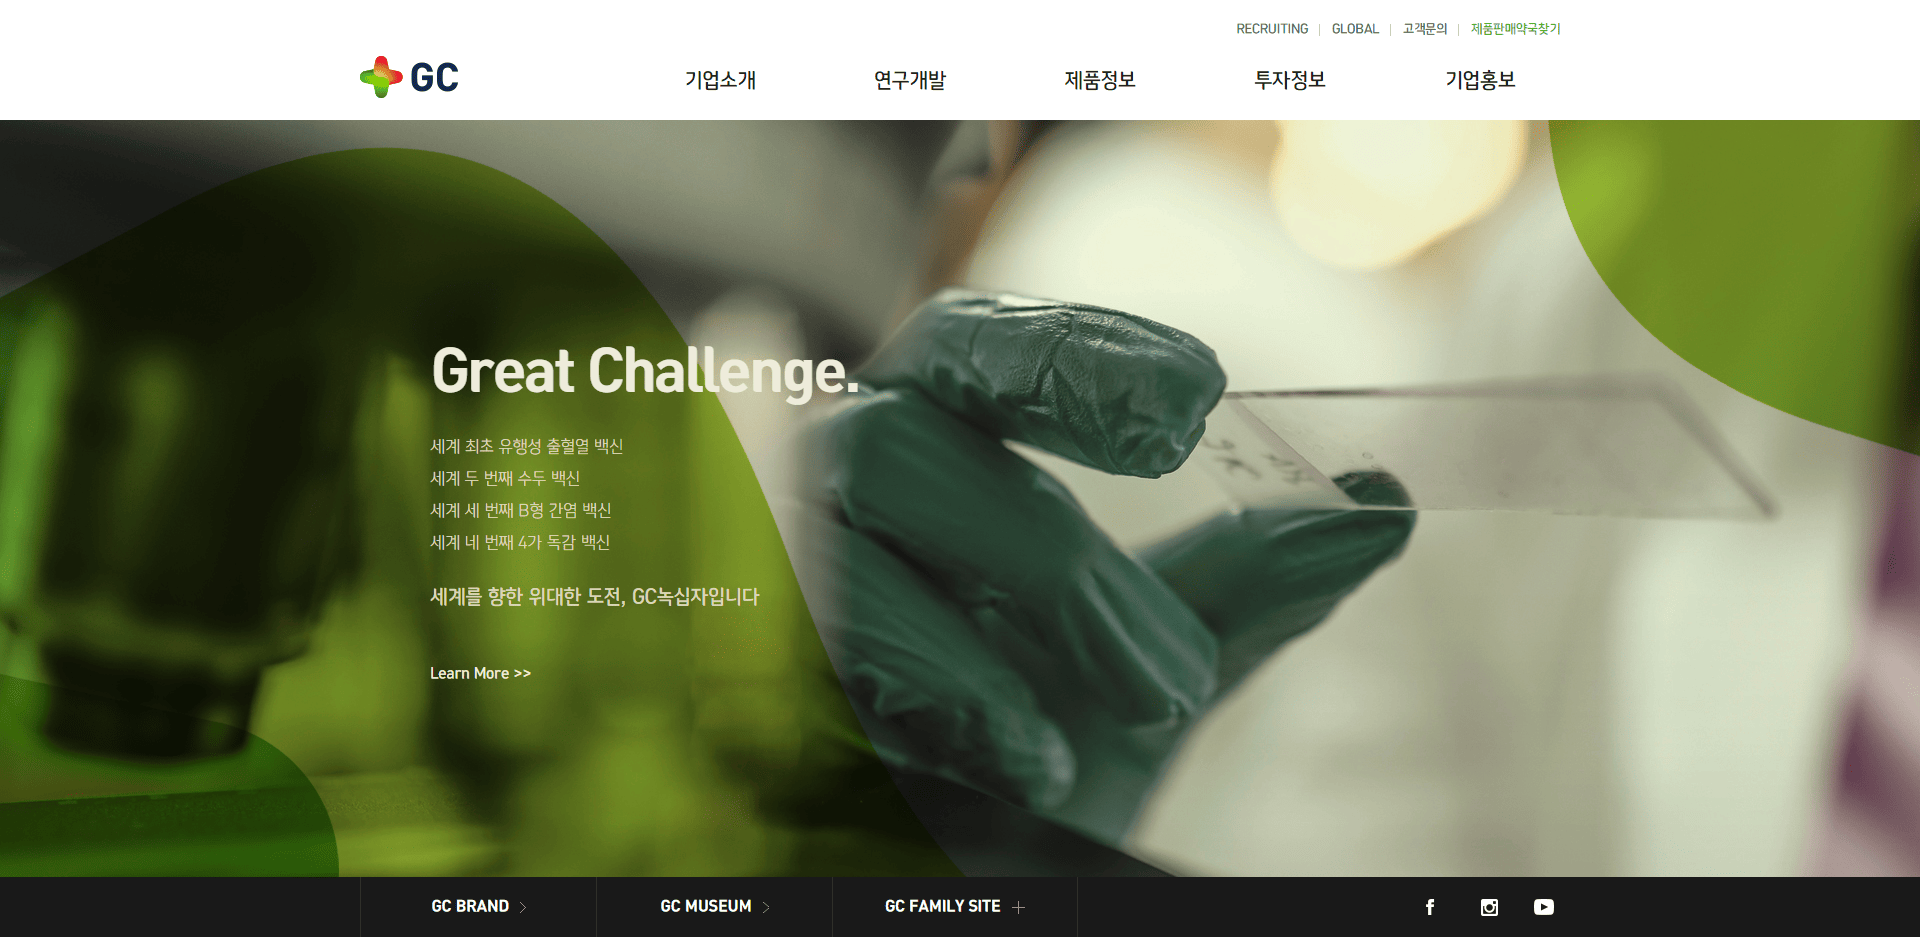 RECRUITING
GLOBAL
고객문의
제품판매약국찾기
GC
기업소개
연구개발
제품정보
투자정보
기업홍보
Great Challenge.
세계 최초 유행성 출혈열 백신
세계 두 번째 수두 백신
세계 세 번째 B형 간염 백신
세계 네 번째 4가 독감 백신
세계를 향한 위대한 도전, GC녹십자입니다
Learn More >>
GC BRAND >
GC MUSEUM >
GC FAMILY SITE +